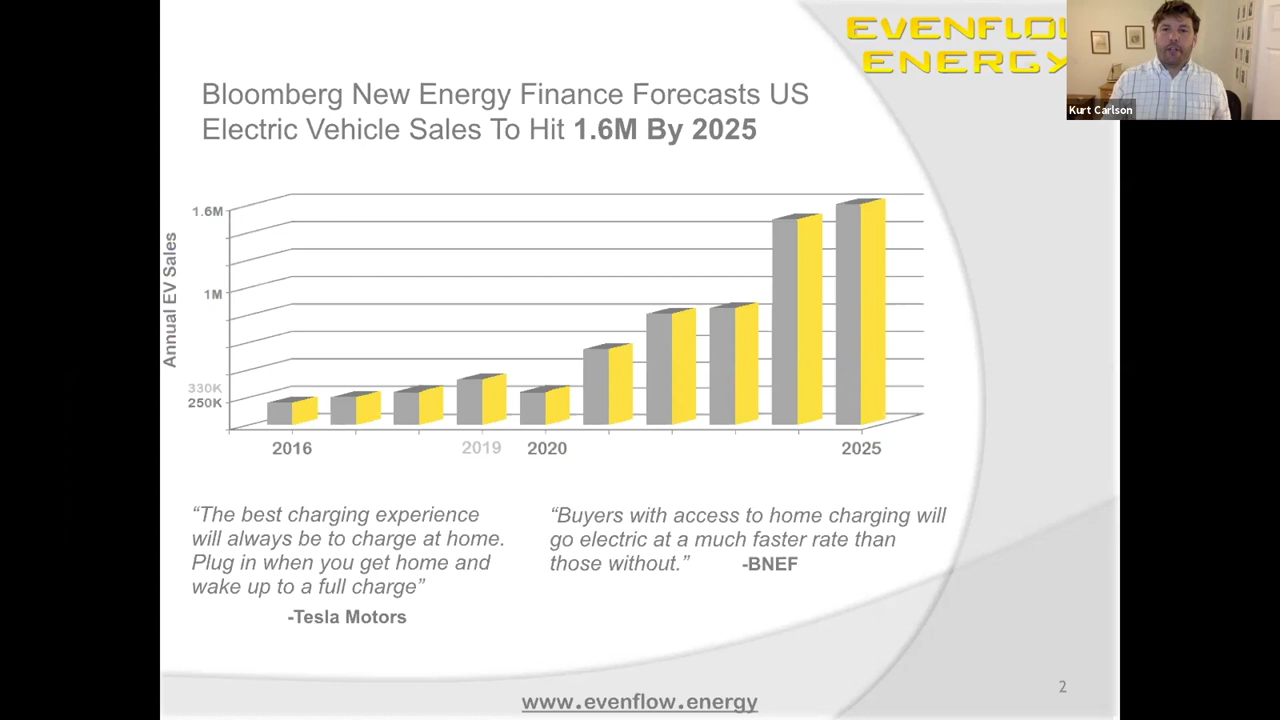 EVENFLO
ENERGY
Kurt Carlson
Bloomberg New Energy Finance Forecasts US
Electric Vehicle Sales To Hit 1.6M By 2025
Annual EV Sales
1.6M
1M
330K
250K
2016
2019
2020
2025
“The best charging experience
will always be to charge at home.
Plug in when you get home and
wake up to a full charge”
-Tesla Motors
“Buyers with access to home charging will
go electric at a much faster rate than
those without.” -BNEF
2
www.evenflow.energy